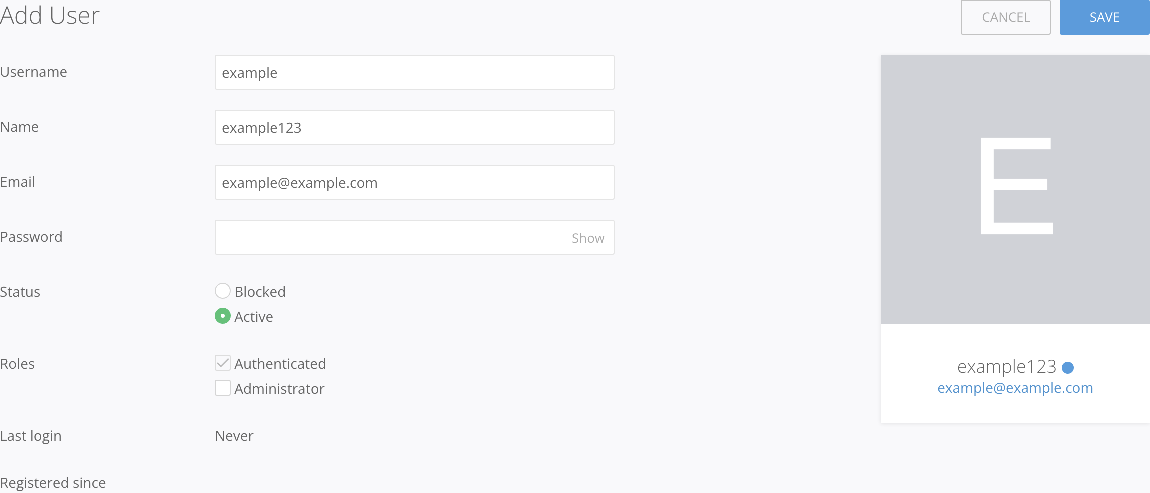 Add User
CANCEL
SAVE
Username
example
Name
example123
Email
example@example.com
Password
Show
Status
Blocked
Active
Roles
Authenticated
Administrator
Last login
Never
Registered since
E
example123
example@example.com